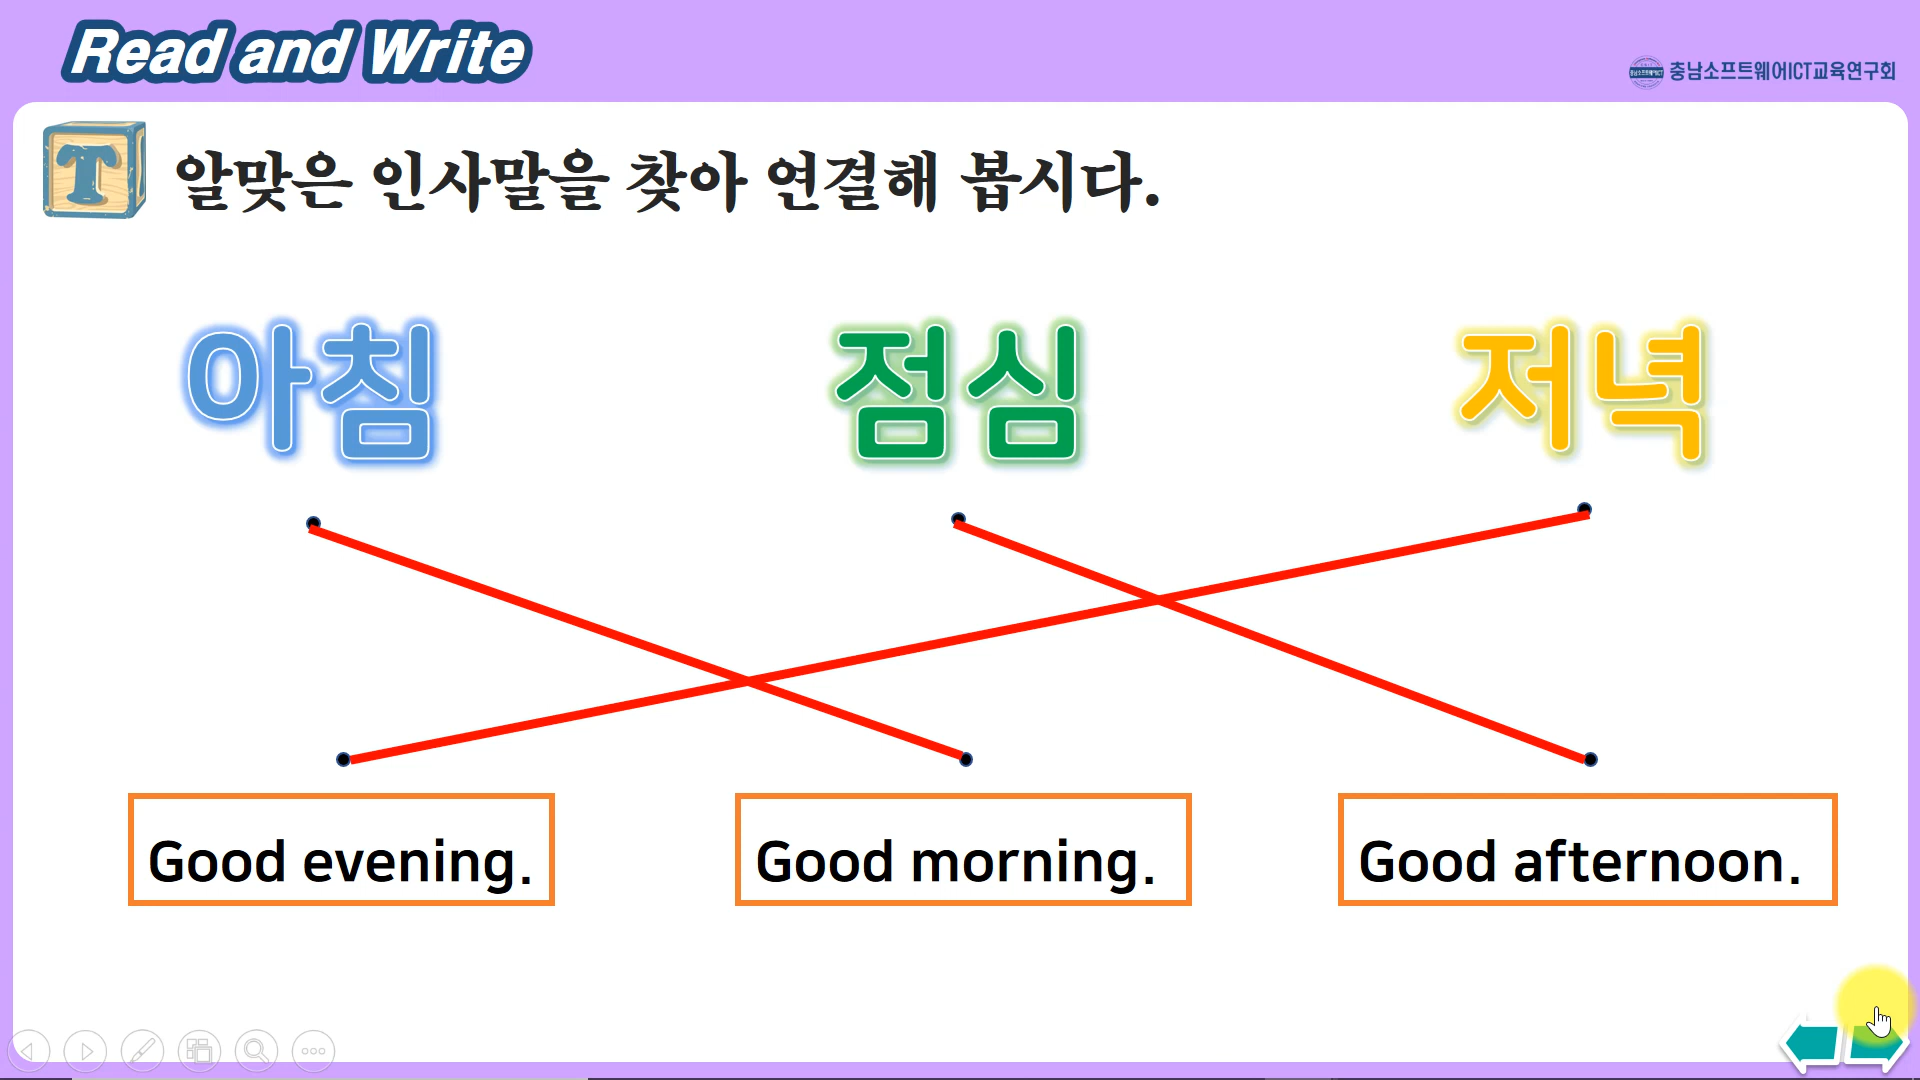 Read and Write
충남소프트웨어ICT교육연구회
T 알맞은 인사말을 찾아 연결해 봅시다.
아침 점심 저녁
Good evening. Good morning. Good afternoon.